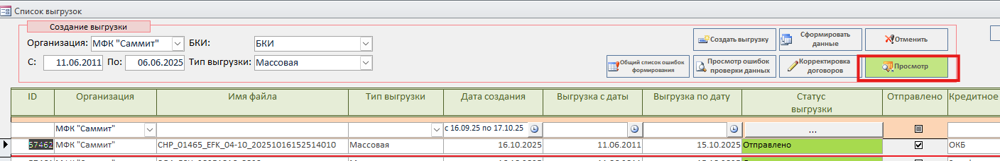 Список выгрузок
Создание выгрузки
Организация: МФК "Саммит" БКИ: БКИ
С: 11.06.2011 По: 06.06.2025 Тип выгрузки: Массовая
Создать выгрузку
Сформировать
данные
Отменить
Общий список ошибок
формирования
Просмотр ошибок
проверки данных
Корректировка
договоров
Просмотр
ID Организация Имя файла Тип выгрузки Дата создания Выгрузка с даты Выгрузка по дату Статус
выгрузки Отправлено Кредитное
МФК "Саммит" с 16.09.25 по 17.10.25 ...
57462 МФК "Саммит" CHP_01465_EFK_04-10_20251016152514010 Массовая 16.10.2025 11.06.2011 15.10.2025 Отправлено ОКБ